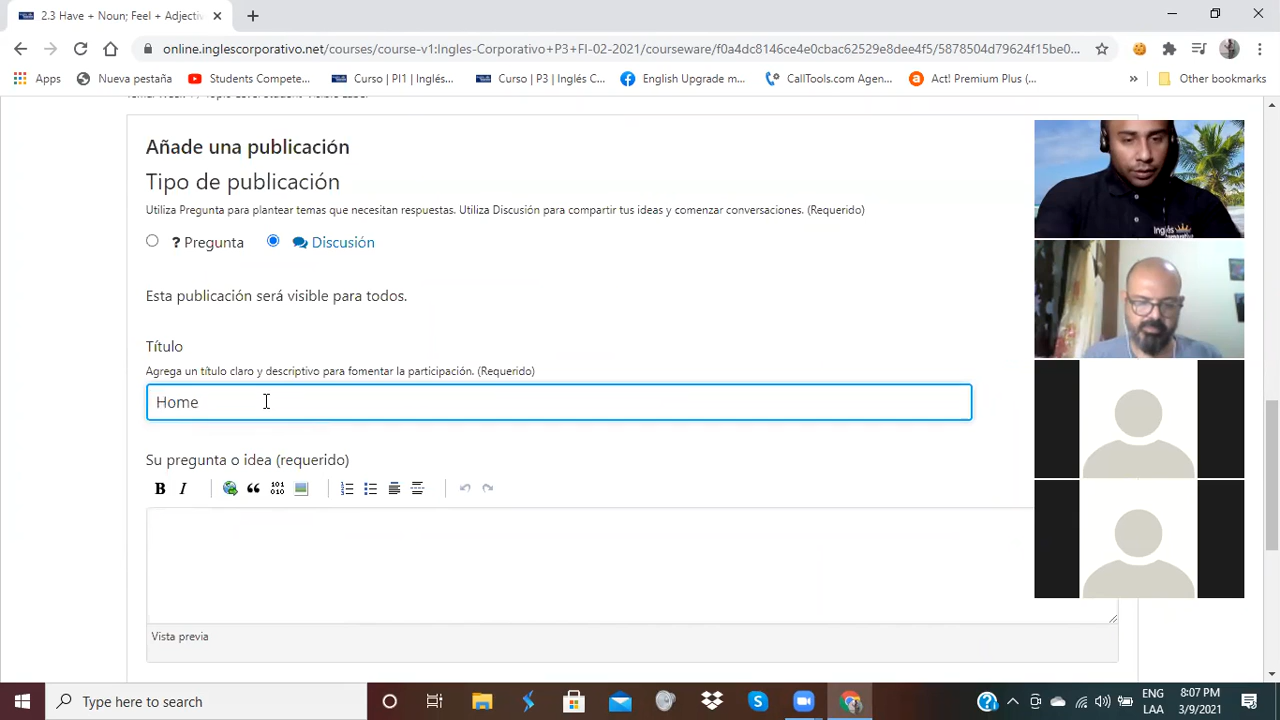 2.3 Have + Noun; Feel + Adjecti
online.inglescorporativo.net/courses/course-v1:Ingles-Corporativo+P3+FI-02-2021/courseware/f0a4dc8146ce4e0cbac62529e8dee4f5/5878504d79624f15be0...
Apps Nueva pestaña Students Compete... Curso | PI1 | Inglés... Curso | P3 | Inglés C... English Upgrade m... CallTools.com Agen... Act! Premium Plus (... » Other bookmarks
Añade una publicación
Tipo de publicación
Utiliza Pregunta para plantear temas que necesitan respuestas. Utiliza Discusión para compartir tus ideas y comenzar conversaciones. (Requerido)
? Pregunta Discusión
Esta publicación será visible para todos.
Título
Agrega un título claro y descriptivo para fomentar la participación. (Requerido)
Home
Su pregunta o idea (requerido)
B I
Vista previa
Inglés
Type here to search
ENG 8:07 PM
LAA 3/9/2021